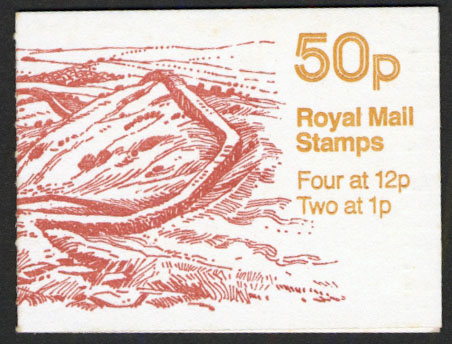 50p
Royal Mail
Stamps
Four at 12p
Two at 1p